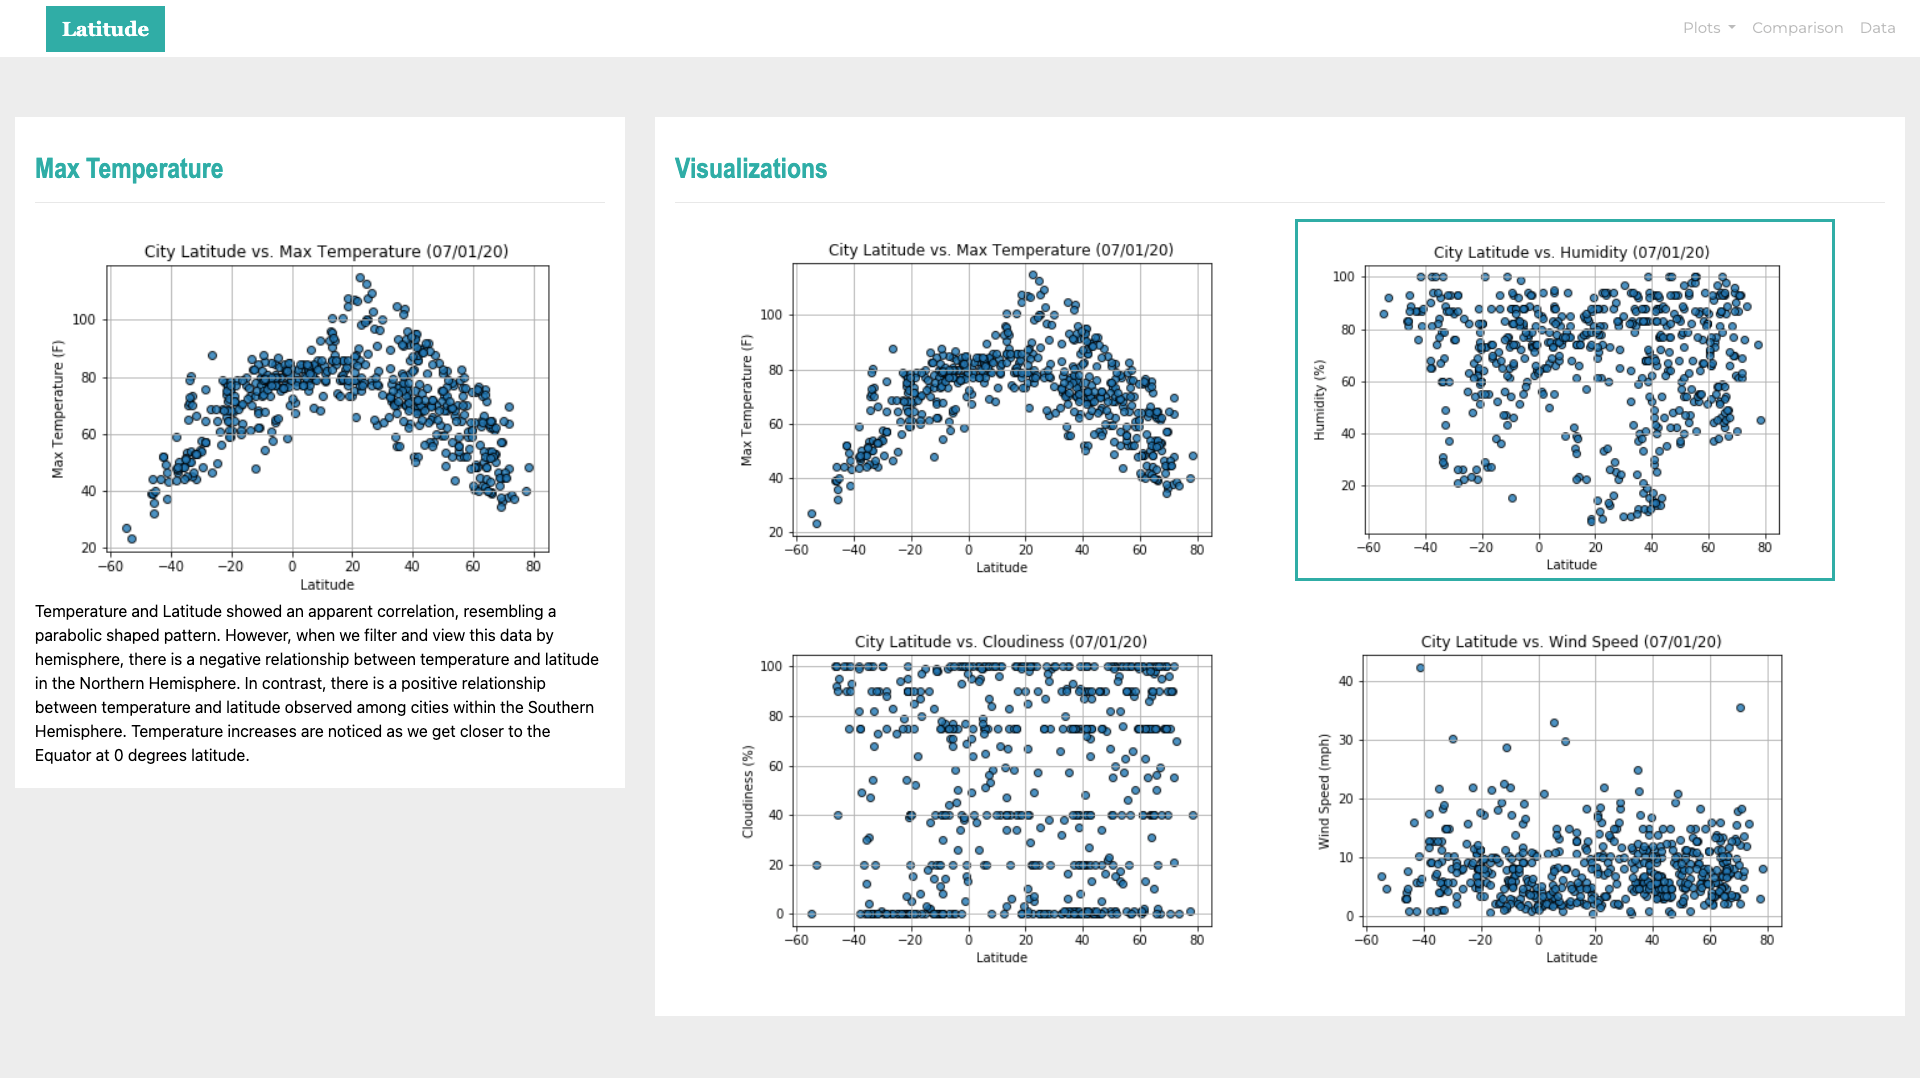 Latitude
Plots Comparison Data
Max Temperature
City Latitude vs. Max Temperature (07/01/20)
Max Temperature (F)
100
80
60
40
20
−60 −40 −20 0 20 40 60 80
Latitude
Temperature and Latitude showed an apparent correlation, resembling a
parabolic shaped pattern. However, when we filter and view this data by
hemisphere, there is a negative relationship between temperature and latitude
in the Northern Hemisphere. In contrast, there is a positive relationship
between temperature and latitude observed among cities within the Southern
Hemisphere. Temperature increases are noticed as we get closer to the
Equator at 0 degrees latitude.
Visualizations
City Latitude vs. Max Temperature (07/01/20)
Max Temperature (F)
100
80
60
40
20
−60 −40 −20 0 20 40 60 80
Latitude
City Latitude vs. Humidity (07/01/20)
Humidity (%)
100
80
60
40
20
−60 −40 −20 0 20 40 60 80
Latitude
City Latitude vs. Cloudiness (07/01/20)
Cloudiness (%)
100
80
60
40
20
0
−60 −40 −20 0 20 40 60 80
Latitude
City Latitude vs. Wind Speed (07/01/20)
Wind Speed (mph)
40
30
20
10
0
−60 −40 −20 0 20 40 60 80
Latitude